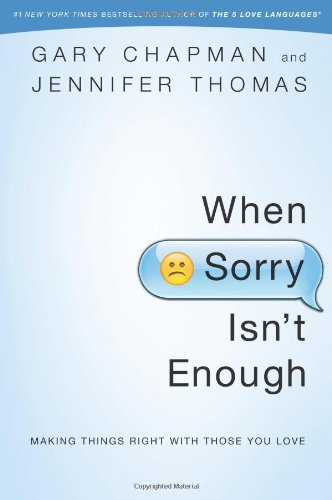 #1 NEW YORK TIMES BESTSELLING AUTHOR OF THE 5 LOVE LANGUAGES®
GARY CHAPMAN and
JENNIFER THOMAS
When
Sorry
Isn't
Enough
MAKING THINGS RIGHT WITH THOSE YOU LOVE
Copyrighted Material